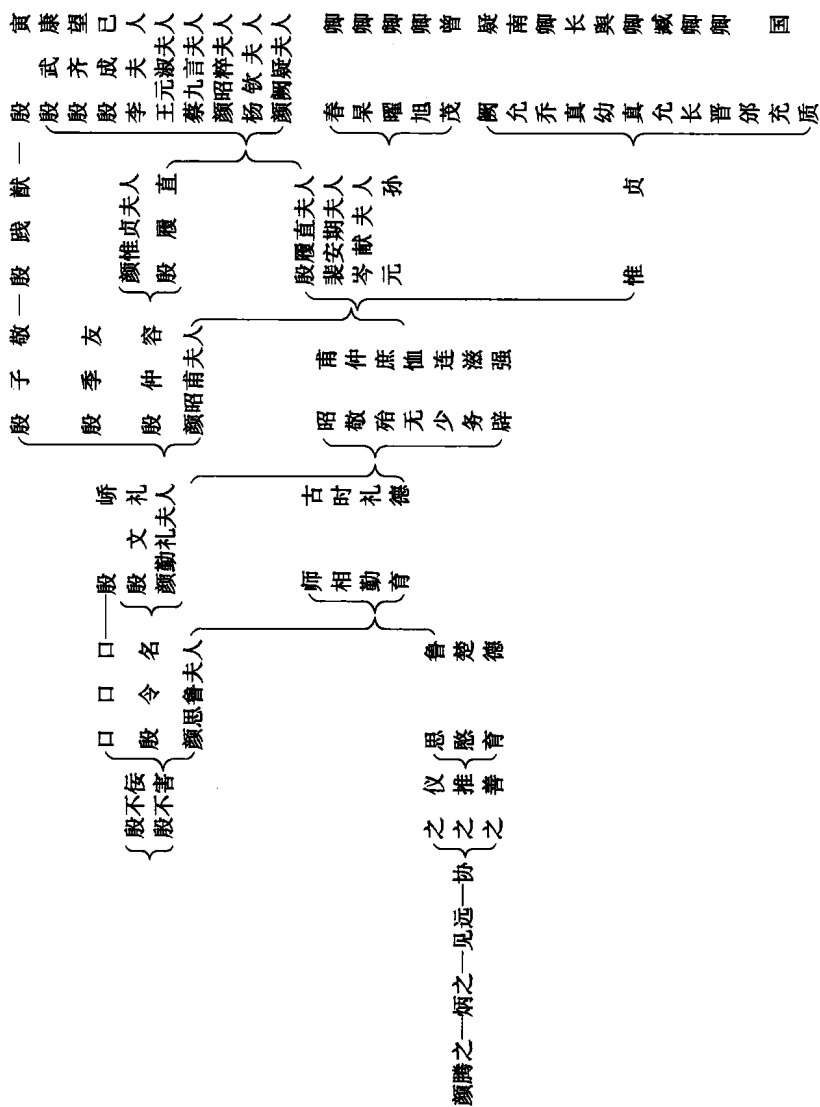 颜腾之—炳之—见远—协
之仪
之推
之善
思鲁
愍楚
育德
殷不佞
殷不害
口口口——殷峤
殷令名
颜思鲁夫人
殷文礼
颜勤礼夫人
师古
相时
勤礼
育德
殷子敬—殷践猷—殷寅
殷季友
殷仲容
颜昭甫夫人
昭甫
敬仲
殆庶
无恤
少连
务滋
辟强
颜惟贞夫人
殷履直
殷履直夫人
裴安期夫人
岑献夫人
元孙
惟贞
殷武康
殷齐望
殷成已
李夫人
王元淑夫人
蔡九言夫人
颜昭粹夫人
杨钦夫人
颜阙疑夫人
春卿
杲卿
曜卿
旭卿
茂曾
阙疑
允南
乔卿
真长
幼舆
真卿
允臧
长卿
晋卿
邠
充国
质